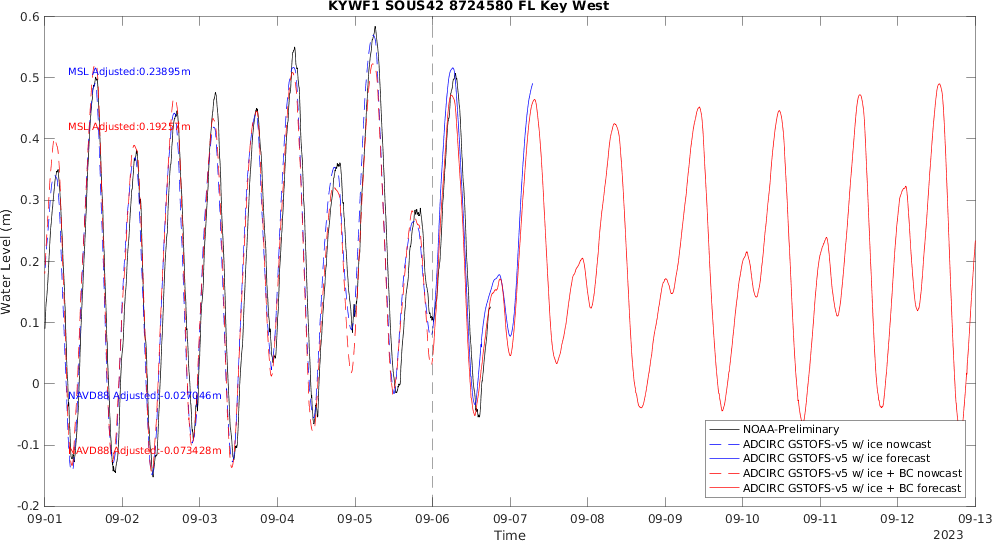 KYWF1 SOUS42 8724580 FL Key West
0.6
0.5
0.4
0.3
0.2
0.1
0
-0.1
-0.2
Water Level (m)
MSL Adjusted:0.23895m
MSL Adjusted:0.19257m
NAVD88 Adjusted:-0.027046m
NAVD88 Adjusted:-0.073428m
NOAA-Preliminary
ADCIRC GSTOFS-v5 w/ ice nowcast
ADCIRC GSTOFS-v5 w/ ice forecast
ADCIRC GSTOFS-v5 w/ ice + BC nowcast
ADCIRC GSTOFS-v5 w/ ice + BC forecast
09-01 09-02 09-03 09-04 09-05 09-06 09-07 09-08 09-09 09-10 09-11 09-12 09-13
Time
2023